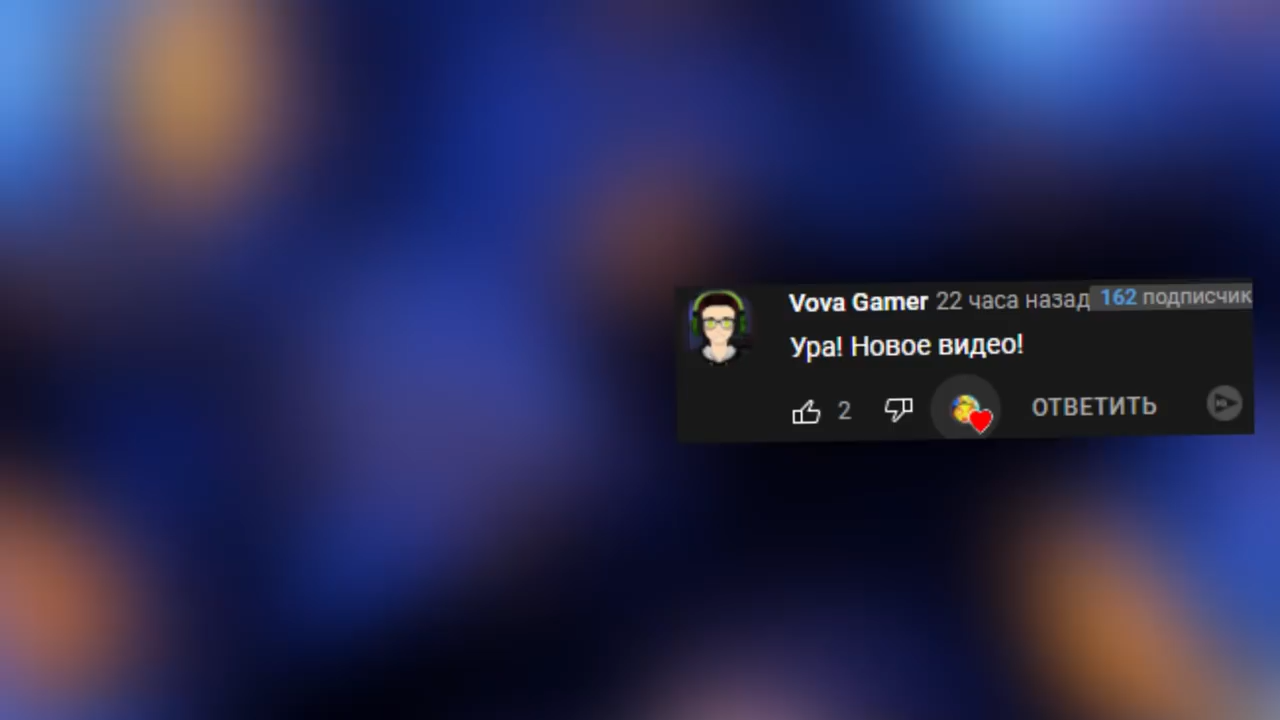 Vova Gamer 22 часа назад 162 подписчик
Ура! Новое видео!
2 ОТВЕТИТЬ